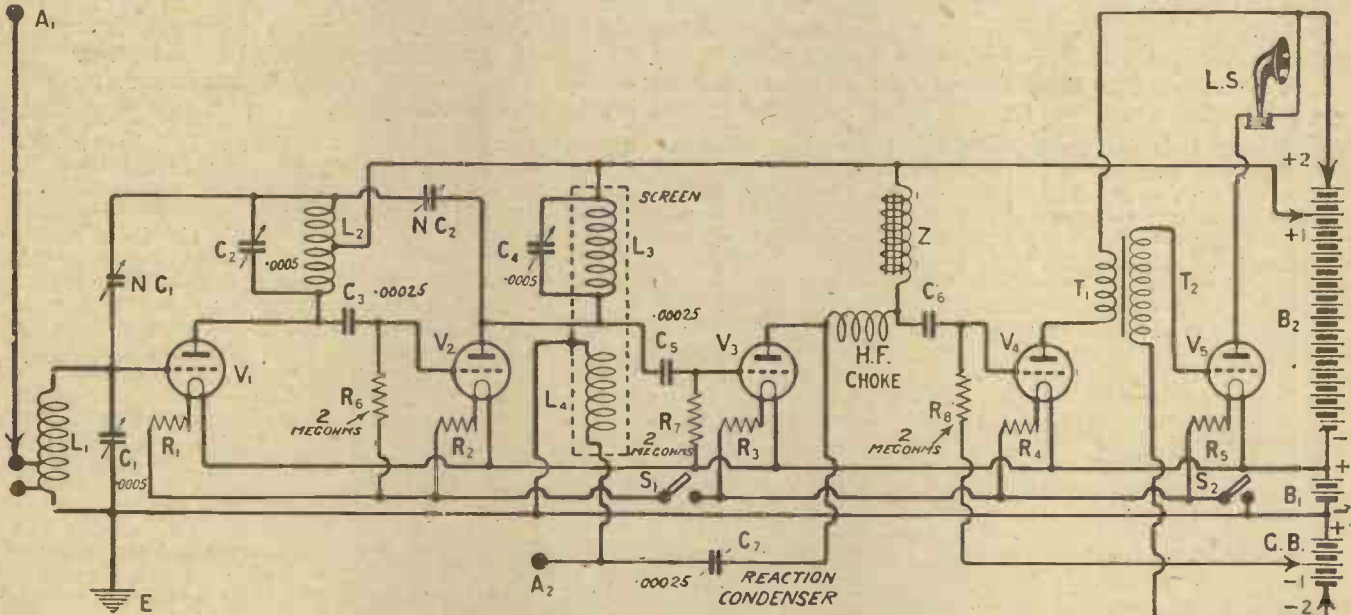 A₁
L.S.
+2
SCREEN
N C₂
L₂
C₂
.0005
C₄
.0005
L₃
Z
+1
N C₁
C₃ .00025
.00025
C₆
T₁
T₂
B₂
V₁
V₂
C₅
V₃
H.F.
CHOKE
V₄
V₅
R₆
2
MEGOHMS
L₄
R₇
2
MEGOHMS
R₈
2
MEGOHMS
L₁
C₁
.0005
R₁
R₂
R₃
R₄
R₅
-
+
S₁
S₂
B₁
-
+
A₂
C₇
.00025
REACTION
CONDENSER
G.B.
-1
-2
E